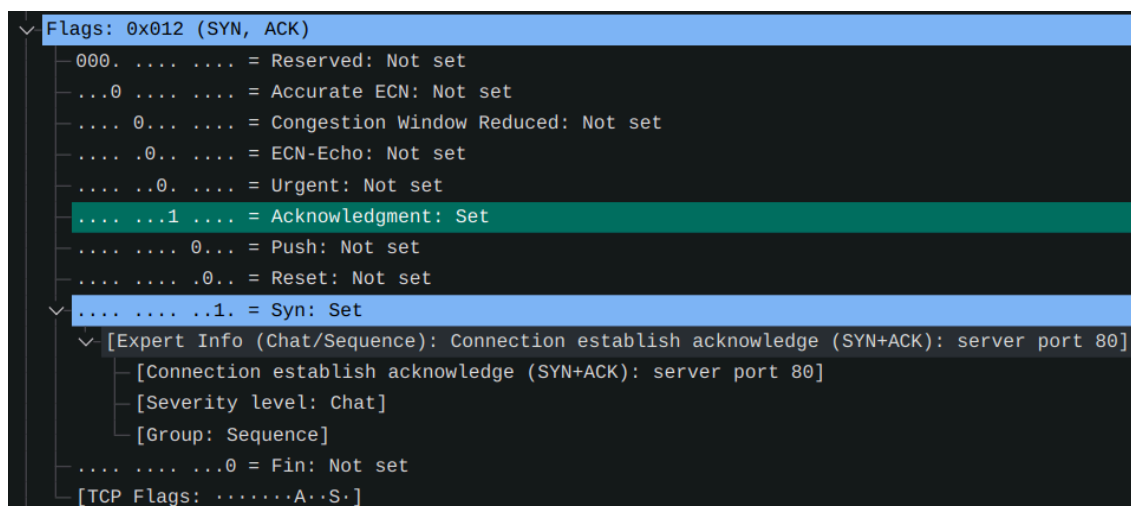 Flags: 0x012 (SYN, ACK)
000. .... .... = Reserved: Not set
...0 .... .... = Accurate ECN: Not set
.... 0... .... = Congestion Window Reduced: Not set
.... .0.. .... = ECN-Echo: Not set
.... ..0. .... = Urgent: Not set
.... ...1 .... = Acknowledgment: Set
.... .... 0... = Push: Not set
.... .... .0.. = Reset: Not set
.... .... ..1. = Syn: Set
[Expert Info (Chat/Sequence): Connection establish acknowledge (SYN+ACK): server port 80]
[Connection establish acknowledge (SYN+ACK): server port 80]
[Severity level: Chat]
[Group: Sequence]
.... .... ...0 = Fin: Not set
[TCP Flags: ·······A··S·]